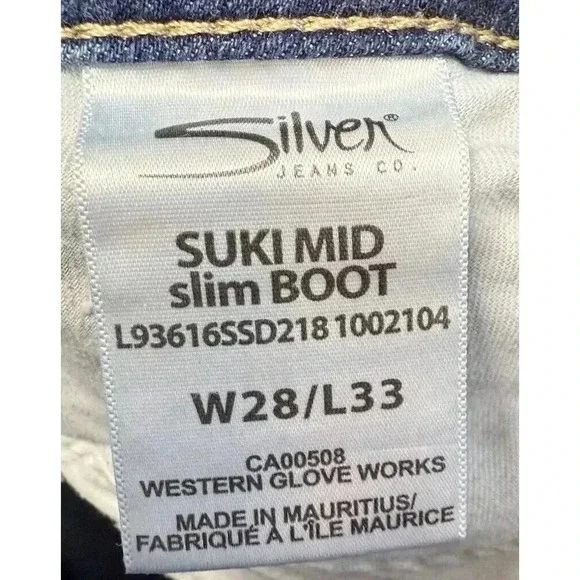 Silver®
JEANS CO.
SUKI MID
slim BOOT
L93616SSD218 1002104
W28/L33
CA00508
WESTERN GLOVE WORKS
MADE IN MAURITIUS/
FABRIQUÉ À L'ÎLE MAURICE